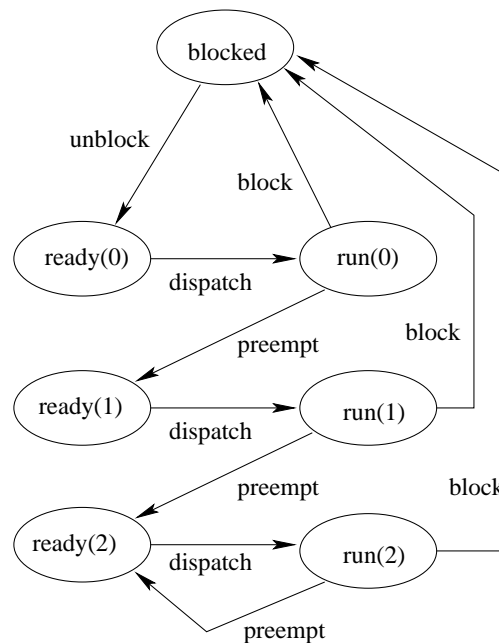 blocked
unblock
block
ready(0)
run(0)
dispatch
preempt
block
ready(1)
run(1)
dispatch
preempt
block
ready(2)
run(2)
dispatch
preempt